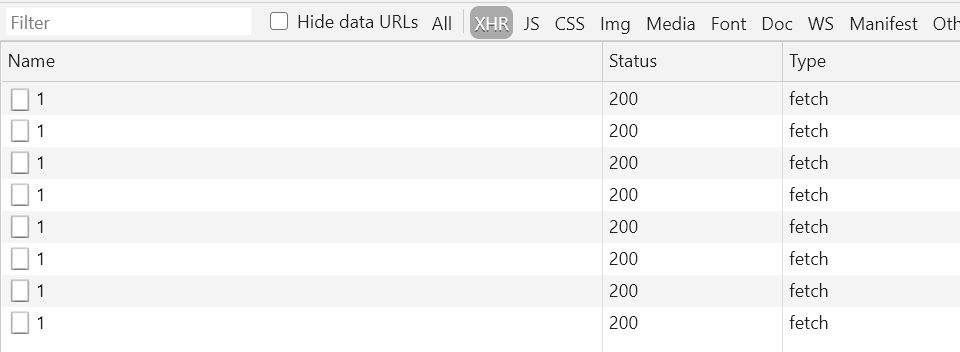 Filter Hide data URLs All XHR JS CSS Img Media Font Doc WS Manifest Oth
Name Status Type
1 200 fetch
1 200 fetch
1 200 fetch
1 200 fetch
1 200 fetch
1 200 fetch
1 200 fetch
1 200 fetch